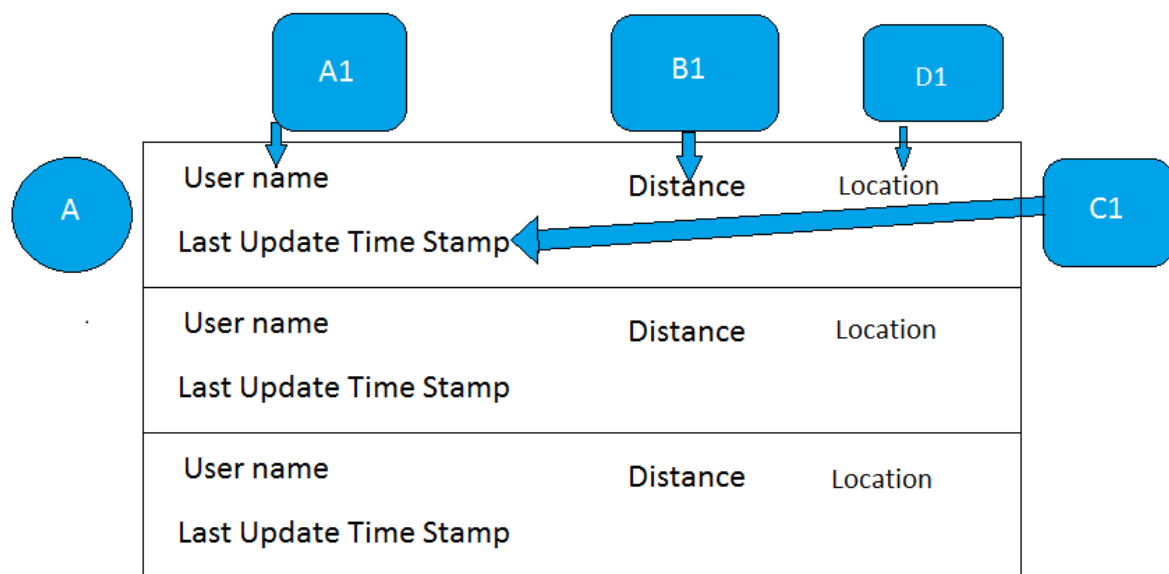 A1 B1 D1
A User name Distance Location C1
Last Update Time Stamp
User name Distance Location
Last Update Time Stamp
User name Distance Location
Last Update Time Stamp